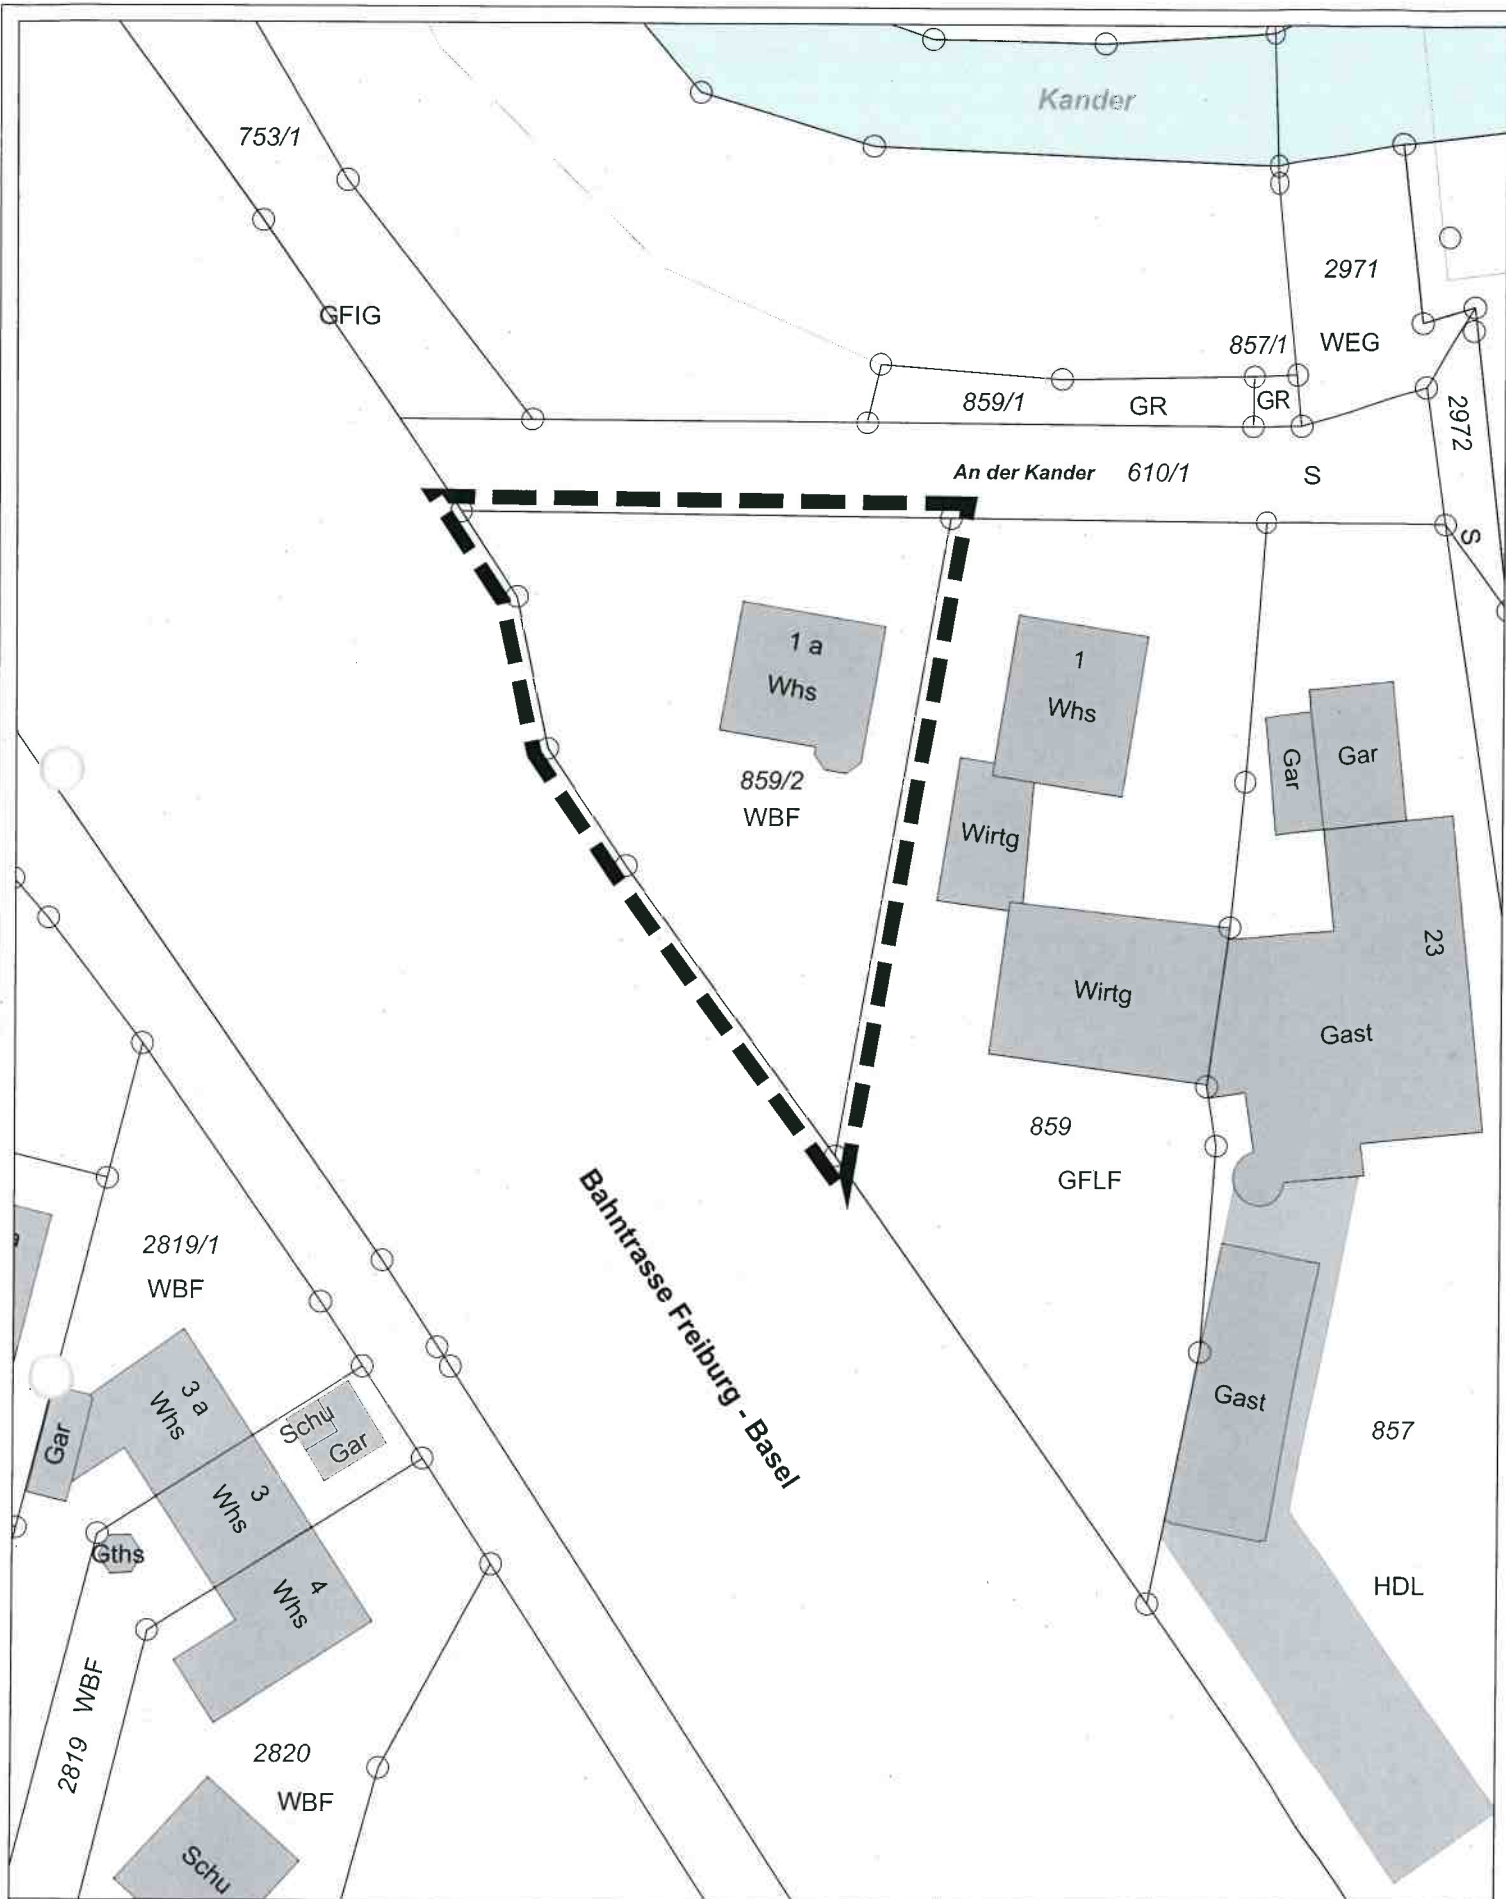 Kander
753/1
2971
GFIG
857/1
WEG
859/1
GR
GR
2972
An der Kander
610/1
S
S
1 a
Whs
1
Whs
Gar
Gar
859/2
WBF
Wirtg
23
Wirtg
Gast
859
GFLF
Bahntrasse Freiburg - Basel
2819/1
WBF
3 a
Whs
Schu
Gar
Gar
Gast
857
3
Whs
Gths
4
Whs
HDL
WBF
2819
2820
WBF
Schu